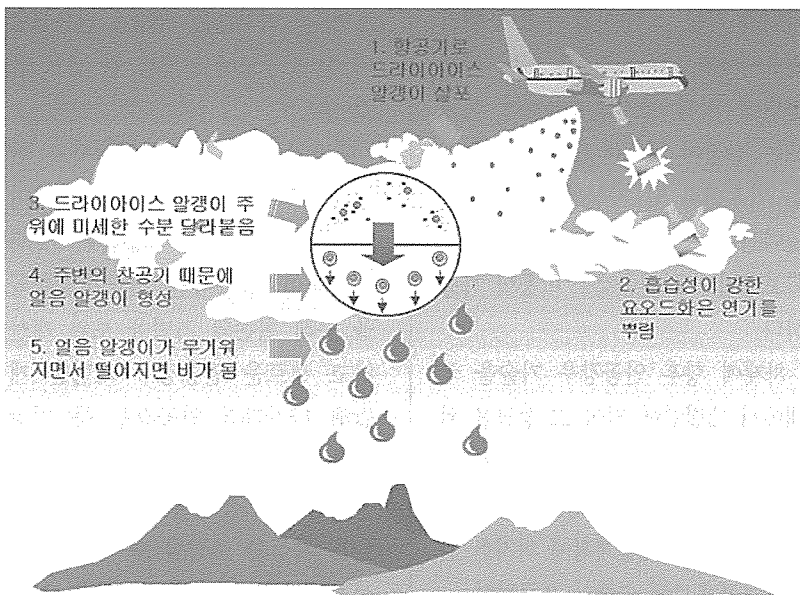 1. 항공기로
드라이아이스
알갱이 살포
3. 드라이아이스 알갱이 주
위에 미세한 수분 달라붙음
4. 주변의 찬공기 때문에
얼음 알갱이 형성
2. 흡습성이 강한
요오드화은 연기를
뿌림
5. 얼음 알갱이가 무거워
지면서 떨어지면 비가 됨